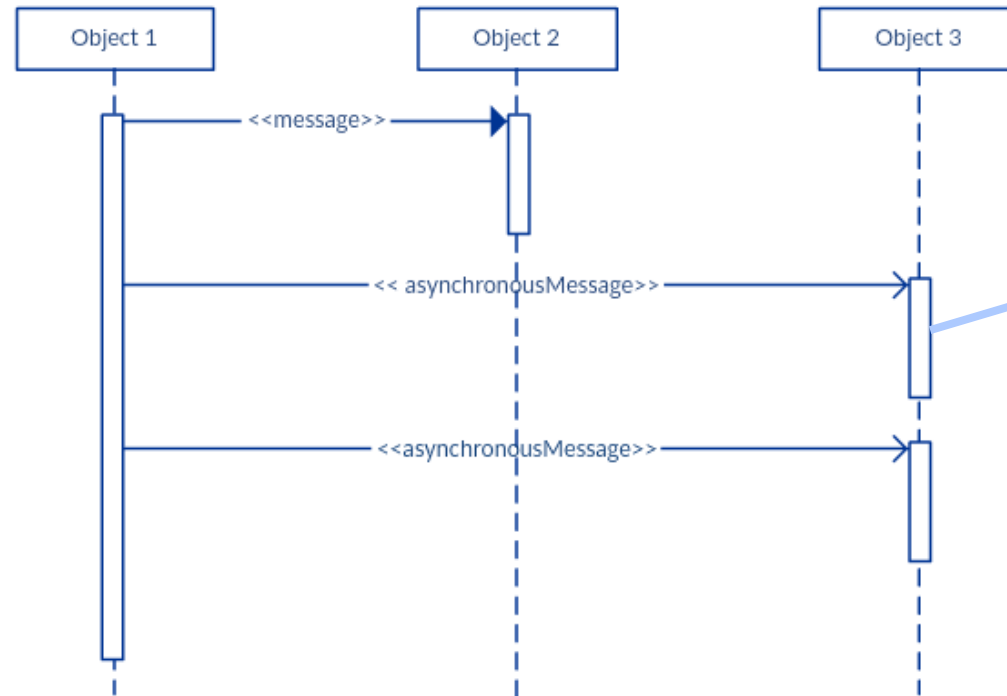 Object 1
Object 2
Object 3
<<message>>
<< asynchronousMessage>>
<<asynchronousMessage>>